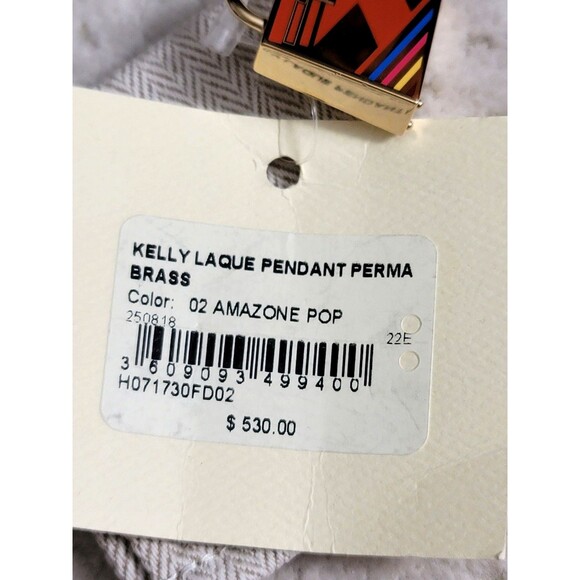 KELLY LAQUE PENDANT PERMA
BRASS
Color: 02 AMAZONE POP
250818
22E
3 609093 499400
H071730FD02
$ 530.00